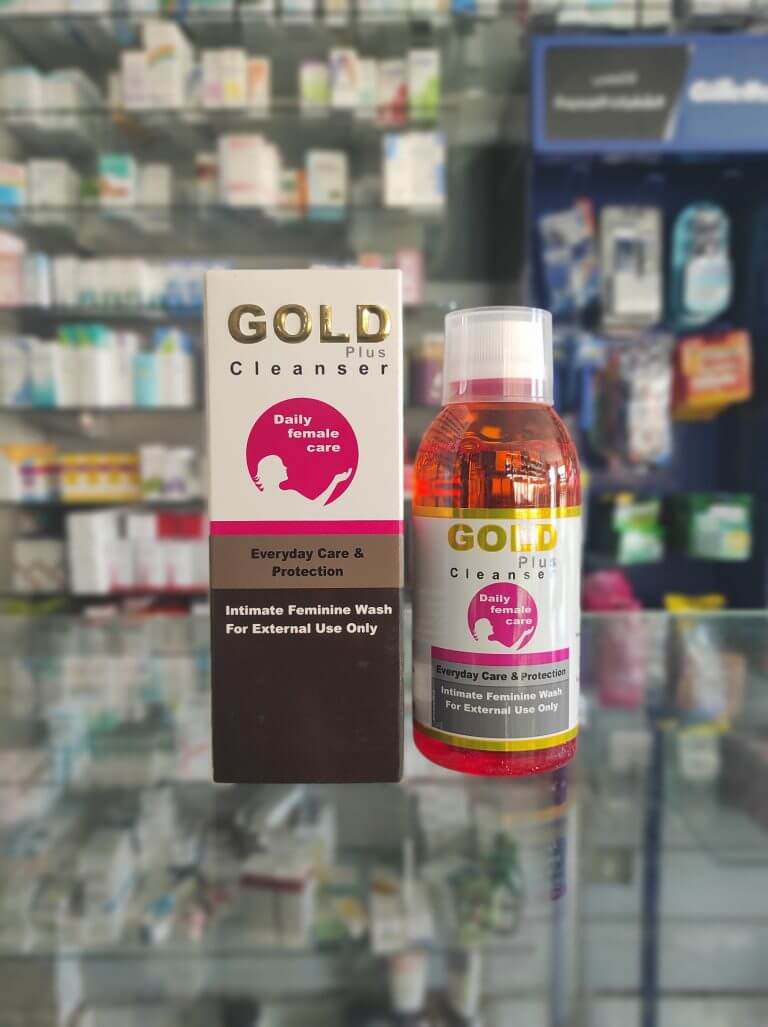 GOLD
Plus
Cleanser
Daily
female
care
Everyday Care &
Protection
Intimate Feminine Wash
For External Use Only
GOLD
Plus
Cleanser
Daily
female
care
Everyday Care & Protection
Intimate Feminine Wash
For External Use Only